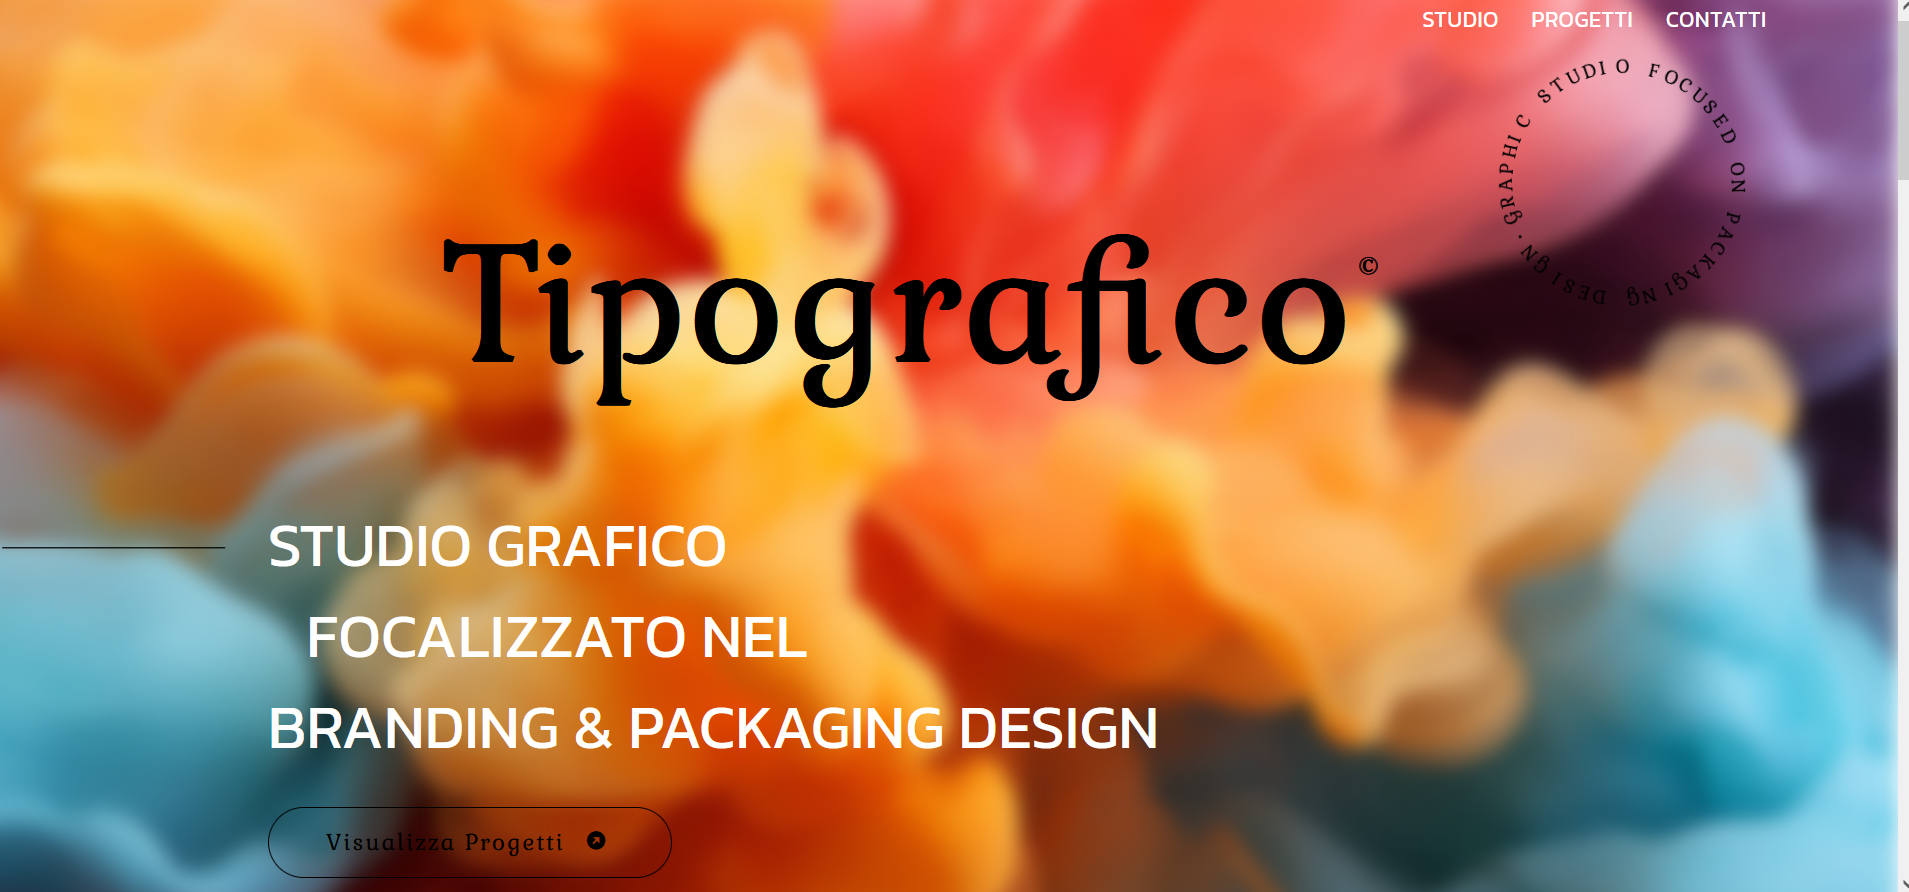 STUDIO PROGETTI CONTATTI
GRAPHIC STUDIO FOCUSED ON PACKAGING DESIGN ·
Tipografico©
STUDIO GRAFICO
FOCALIZZATO NEL
BRANDING & PACKAGING DESIGN
Visualizza Progetti